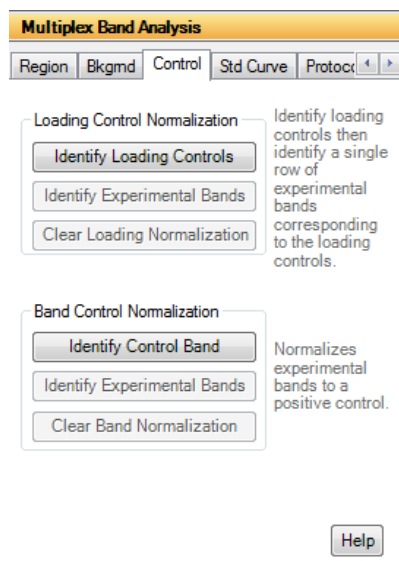 Multiplex Band Analysis
Region Bkgrnd Control Std Curve Protoco
Loading Control Normalization
Identify Loading Controls
Identify Experimental Bands
Clear Loading Normalization
Identify loading
controls then
identify a single
row of
experimental
bands
corresponding
to the loading
controls.
Band Control Normalization
Identify Control Band
Identify Experimental Bands
Clear Band Normalization
Normalizes
experimental
bands to a
positive control.
Help